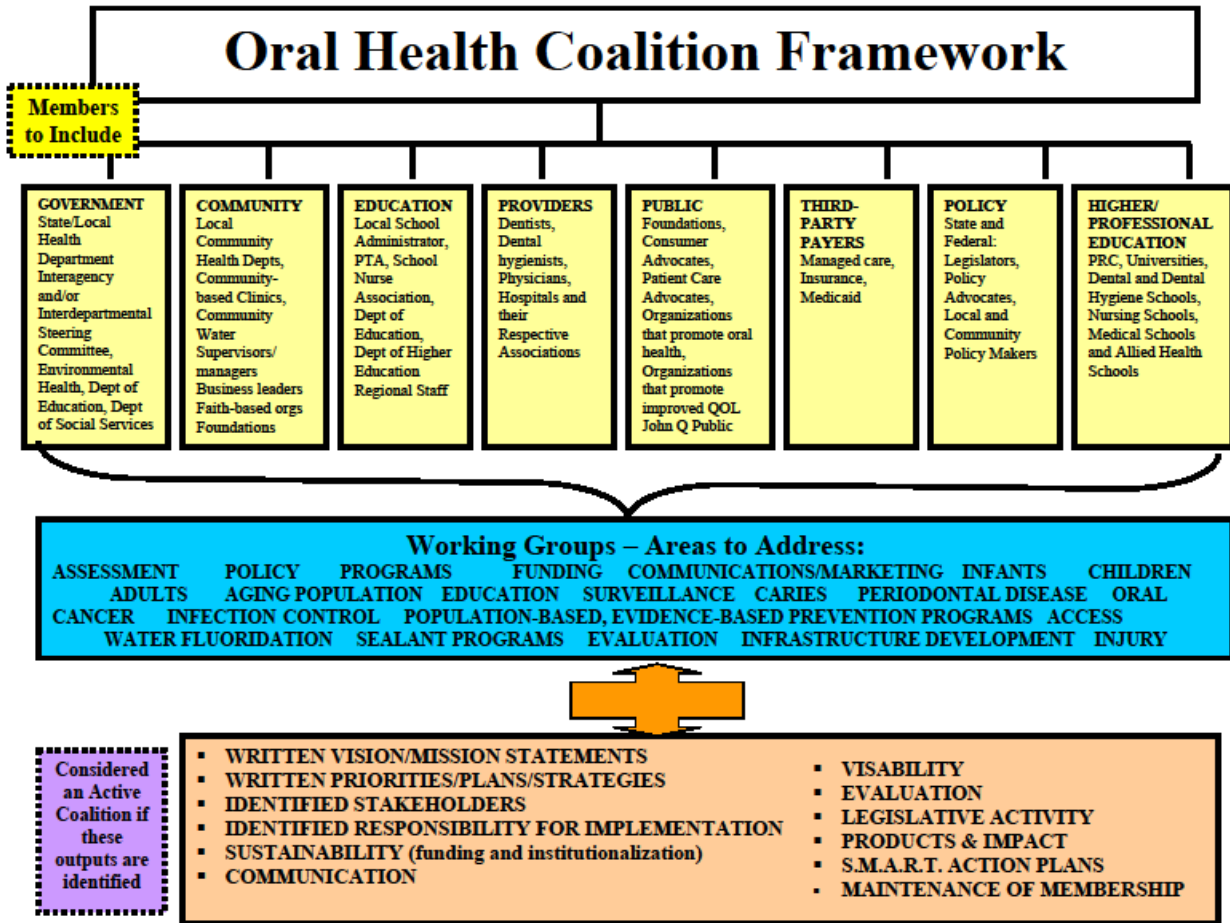 Oral Health Coalition Framework
Members
to Include
GOVERNMENT
State/Local
Health
Department
Interagency
and/or
Interdepartmental
Steering
Committee,
Environmental
Health, Dept of
Education, Dept
of Social Services
COMMUNITY
Local
Community
Health Depts,
Community-
based Clinics,
Community
Water
Supervisors/
managers
Business leaders
Faith-based orgs
Foundations
EDUCATION
Local School
Administrator,
PTA, School
Nurse
Association,
Dept of
Education,
Dept of Higher
Education
Regional Staff
PROVIDERS
Dentists,
Dental
hygienists,
Physicians,
Hospitals and
their
Respective
Associations
PUBLIC
Foundations,
Consumer
Advocates,
Patient Care
Advocates,
Organizations
that promote oral
health,
Organizations
that promote
improved QOL
John Q Public
THIRD-
PARTY
PAYERS
Managed care,
Insurance,
Medicaid
POLICY
State and
Federal:
Legislators,
Policy
Advocates,
Local and
Community
Policy Makers
HIGHER/
PROFESSIONAL
EDUCATION
PRC, Universities,
Dental and Dental
Hygiene Schools,
Nursing Schools,
Medical Schools
and Allied Health
Schools
Working Groups – Areas to Address:
ASSESSMENT POLICY PROGRAMS FUNDING COMMUNICATIONS/MARKETING INFANTS CHILDREN
ADULTS AGING POPULATION EDUCATION SURVEILLANCE CARIES PERIODONTAL DISEASE ORAL
CANCER INFECTION CONTROL POPULATION-BASED, EVIDENCE-BASED PREVENTION PROGRAMS ACCESS
WATER FLUORIDATION SEALANT PROGRAMS EVALUATION INFRASTRUCTURE DEVELOPMENT INJURY
Considered
an Active
Coalition if
these
outputs are
identified
▪ WRITTEN VISION/MISSION STATEMENTS
▪ WRITTEN PRIORITIES/PLANS/STRATEGIES
▪ IDENTIFIED STAKEHOLDERS
▪ IDENTIFIED RESPONSIBILITY FOR IMPLEMENTATION
▪ SUSTAINABILITY (funding and institutionalization)
▪ COMMUNICATION
▪ VISABILITY
▪ EVALUATION
▪ LEGISLATIVE ACTIVITY
▪ PRODUCTS & IMPACT
▪ S.M.A.R.T. ACTION PLANS
▪ MAINTENANCE OF MEMBERSHIP